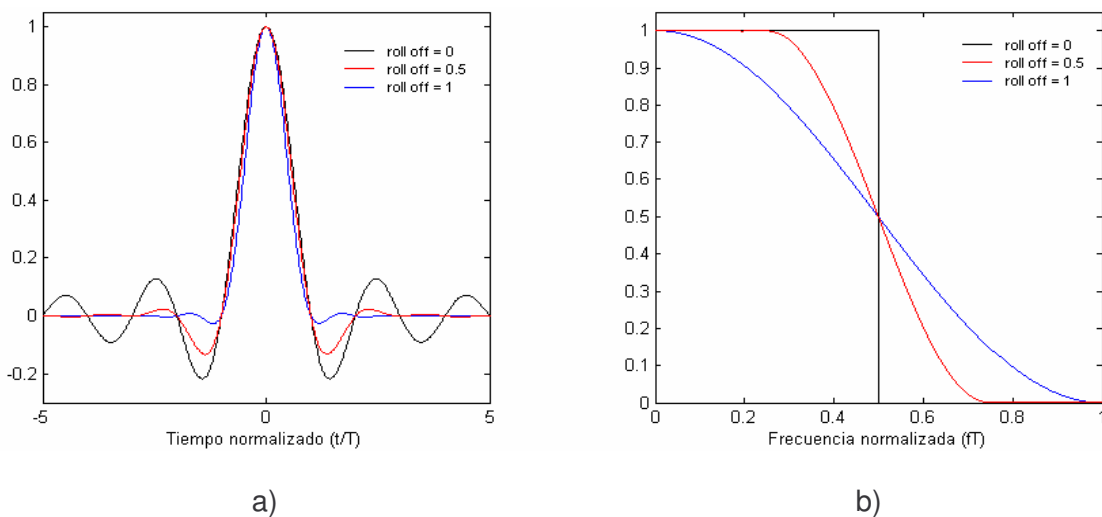 1
0.8
0.6
0.4
0.2
0
-0.2
-5
0
5
roll off = 0
roll off = 0.5
roll off = 1
Tiempo normalizado (t/T)
a)
1
0.9
0.8
0.7
0.6
0.5
0.4
0.3
0.2
0.1
0
0
0.2
0.4
0.6
0.8
1
roll off = 0
roll off = 0.5
roll off = 1
Frecuencia normalizada (fT)
b)